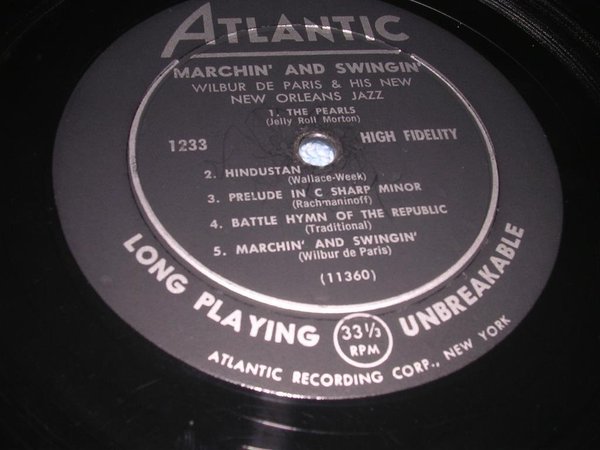 ATLANTIC
MARCHIN' AND SWINGIN'
WILBUR DE PARIS & HIS NEW
NEW ORLEANS JAZZ
1. THE PEARLS
(Jelly Roll Morton)
1233
HIGH FIDELITY
2. HINDUSTAN
(Wallace-Week)
3. PRELUDE IN C SHARP MINOR
(Rachmaninoff)
4. BATTLE HYMN OF THE REPUBLIC
(Traditional)
5. MARCHIN' AND SWINGIN'
(Wilbur de Paris)
(11360)
LONG PLAYING 33⅓ RPM UNBREAKABLE
ATLANTIC RECORDING CORP., NEW YORK